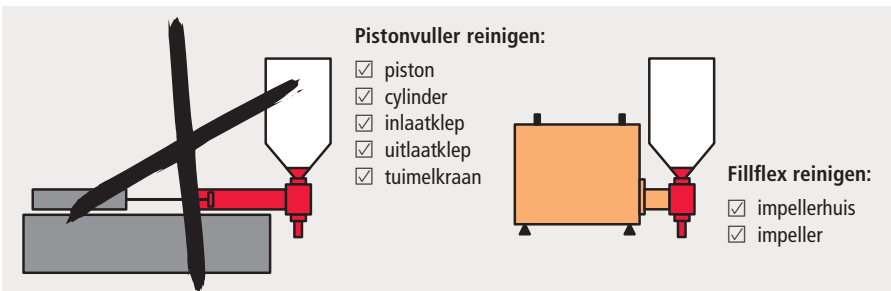 Pistonvuller reinigen:
☑ piston
☑ cylinder
☑ inlaatklep
☑ uitlaatklep
☑ tuimelkraan
Fillflex reinigen:
☑ impellerhuis
☑ impeller